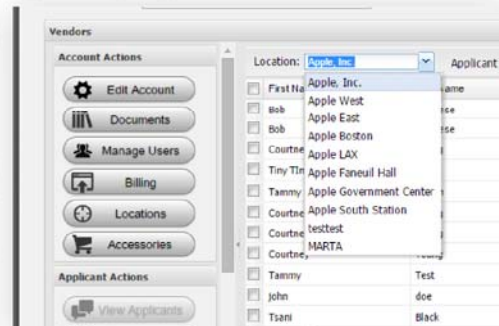 Vendors
Account Actions
Edit Account
Documents
Manage Users
Billing
Locations
Accessories
Applicant Actions
View Applicants
Location: Apple, Inc. Applicant
Apple, Inc.
Apple West
Apple East
Apple Boston
Apple LAX
Apple Faneuil Hall
Apple Government Center
Apple South Station
testtest
MARTA
First Na ame
Bob
Bob
Courtne
Tiny TIm
Tammy
Courtne
Courtne
Courtney
Tammy Test
john doe
Tsani Black